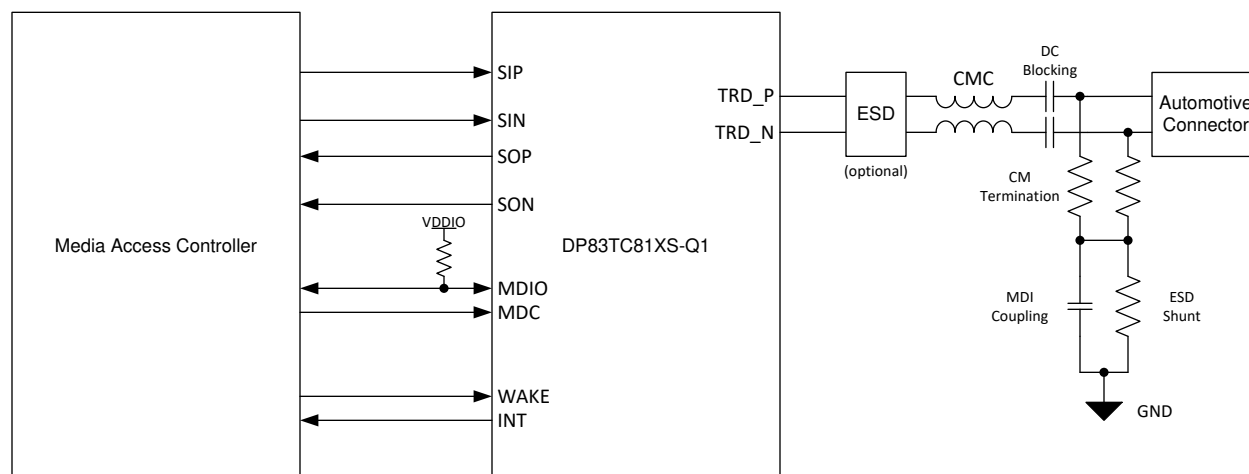 SIP
SIN
SOP
SON
VDDIO
MDIO
MDC
WAKE
INT
Media Access Controller
DP83TC81XS-Q1
TRD_P
TRD_N
ESD
(optional)
CMC
DC
Blocking
Automotive
Connector
CM
Termination
MDI
Coupling
ESD
Shunt
GND